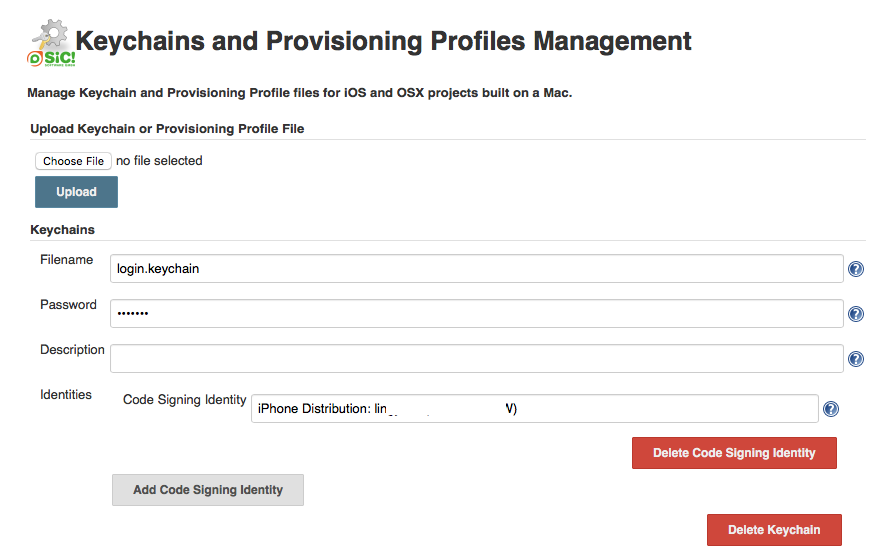 SiC!
SOFTWARE GMBH
Keychains and Provisioning Profiles Management
Manage Keychain and Provisioning Profile files for iOS and OSX projects built on a Mac.
Upload Keychain or Provisioning Profile File
Choose File no file selected
Upload
Keychains
Filename login.keychain ?
Password ••••••• ?
Description ?
Identities Code Signing Identity iPhone Distribution: V) ?
Delete Code Signing Identity
Add Code Signing Identity
Delete Keychain